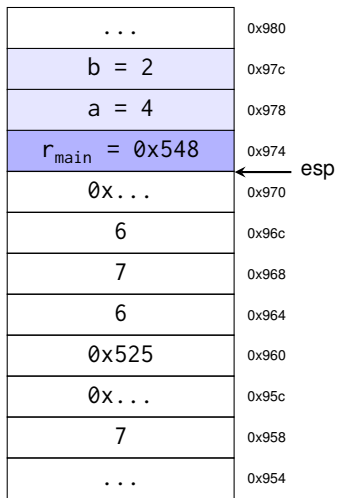 ... 0x980
b = 2 0x97c
a = 4 0x978
r_main = 0x548 0x974
esp
0x... 0x970
6 0x96c
7 0x968
6 0x964
0x525 0x960
0x... 0x95c
7 0x958
... 0x954